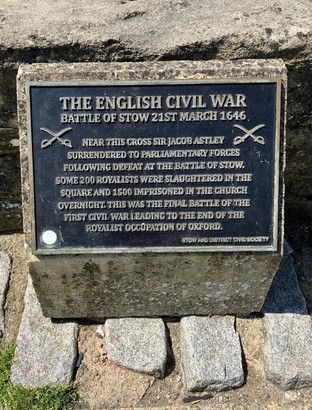 THE ENGLISH CIVIL WAR
BATTLE OF STOW 21ST MARCH 1646
NEAR THIS CROSS SIR JACOB ASTLEY
SURRENDERED TO PARLIAMENTARY FORCES
FOLLOWING DEFEAT AT THE BATTLE OF STOW.
SOME 200 ROYALISTS WERE SLAUGHTERED IN THE
SQUARE AND 1500 IMPRISONED IN THE CHURCH
OVERNIGHT. THIS WAS THE FINAL BATTLE OF THE
FIRST CIVIL WAR LEADING TO THE END OF THE
ROYALIST OCCUPATION OF OXFORD.
STOW AND DISTRICT CIVIC SOCIETY